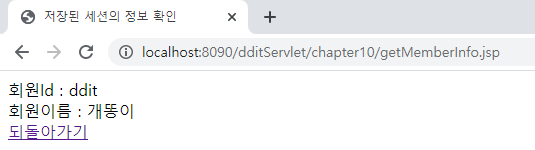 저장된 세션의 정보 확인
localhost:8090/dditServlet/chapter10/getMemberInfo.jsp
회원Id : ddit
회원이름 : 개똥이
되돌아가기